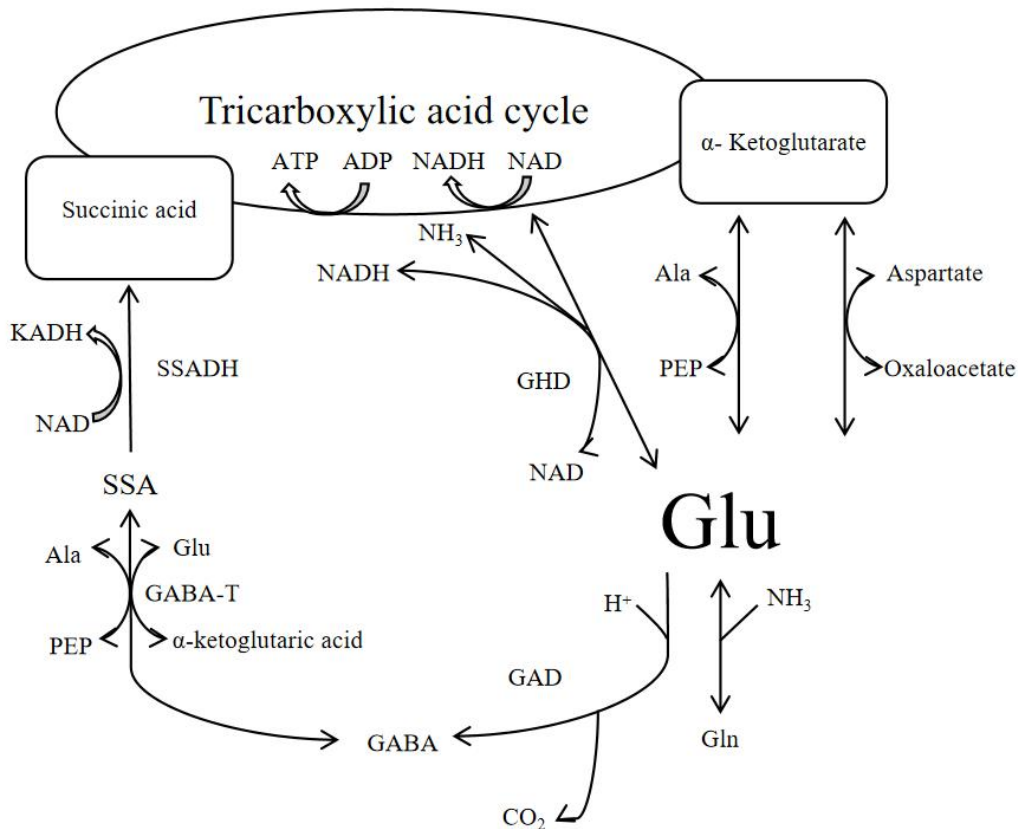 Tricarboxylic acid cycle
α- Ketoglutarate
ATP ADP NADH NAD
Succinic acid
NH₃
NADH
Ala
Aspartate
KADH
SSADH
GHD
PEP
Oxaloacetate
NAD
NAD
SSA
Glu
Ala
Glu
GABA-T
H⁺
NH₃
PEP
α-ketoglutaric acid
GAD
GABA
Gln
CO₂